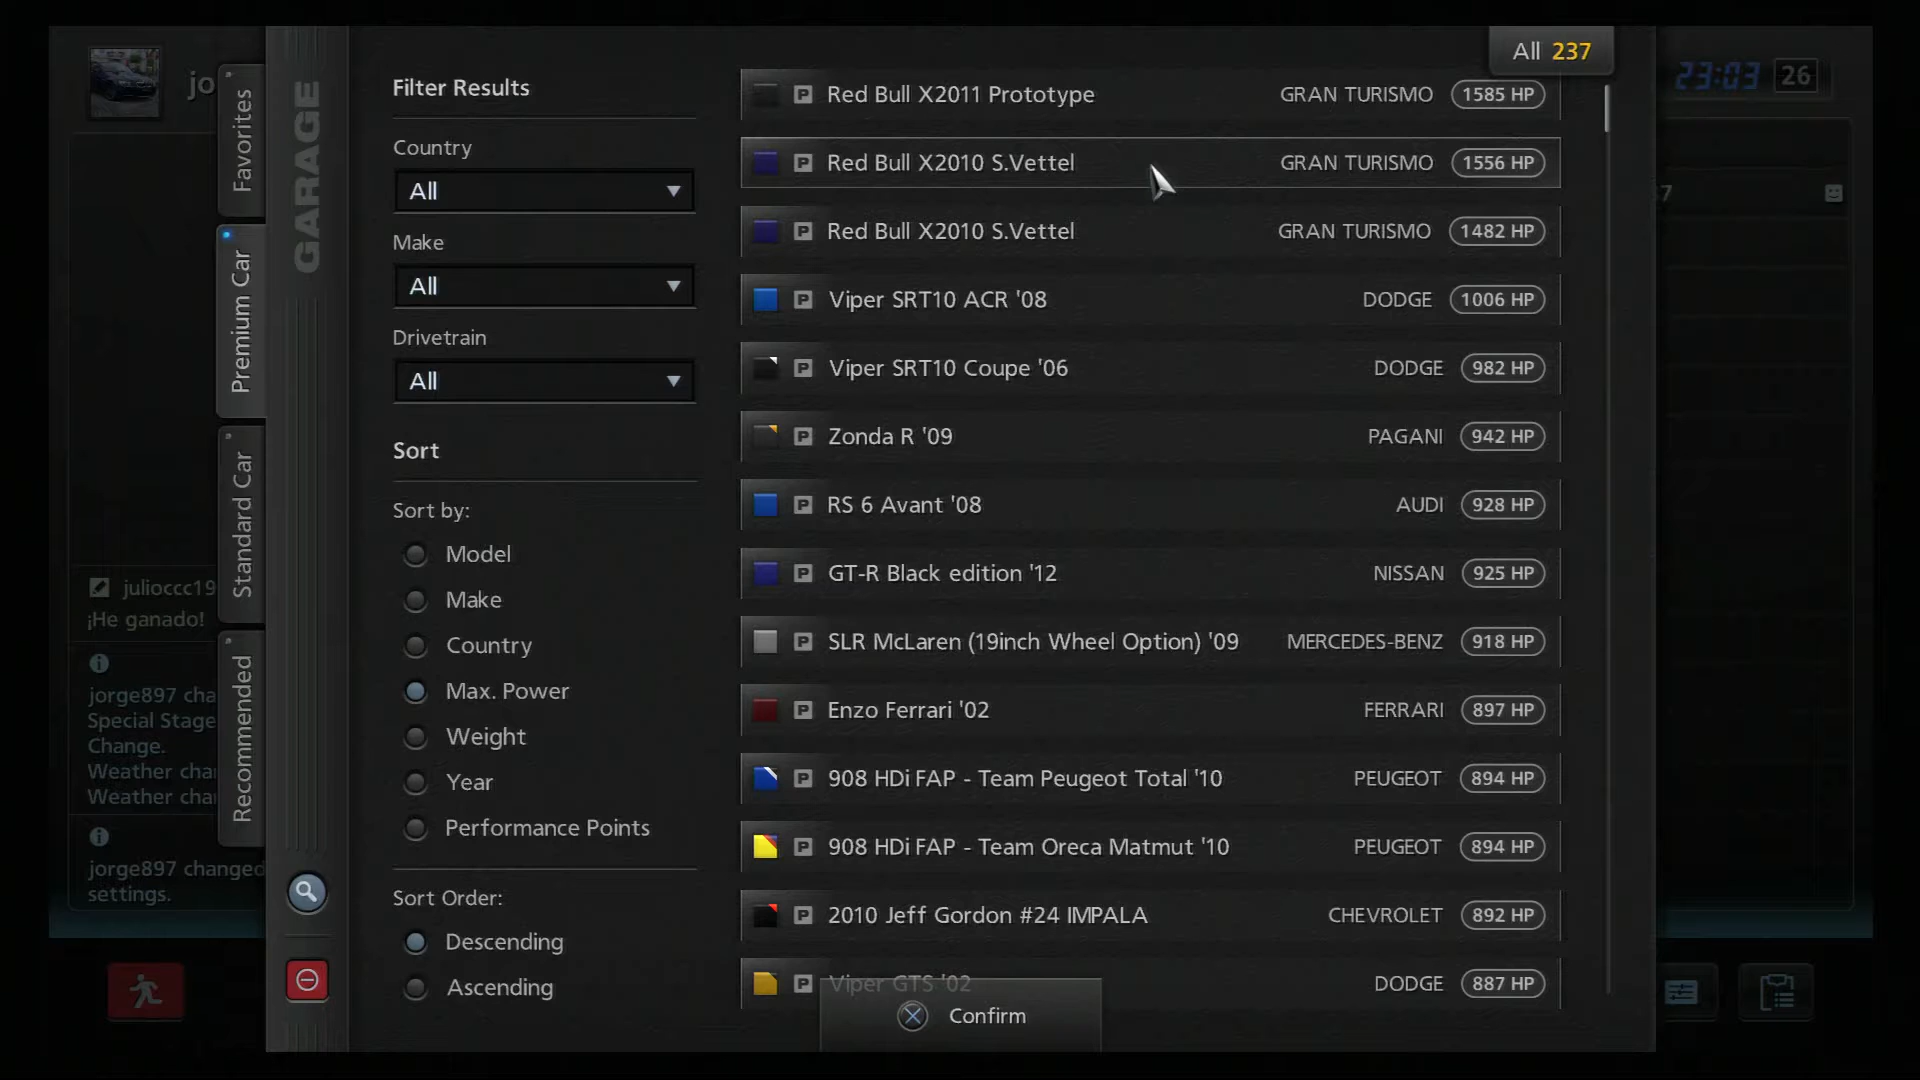 All 237
23:03 26
jo
Favorites
Premium Car
Standard Car
Recommended
GARAGE
Filter Results
Country
All
Make
All
Drivetrain
All
Sort
Sort by:
Model
Make
Country
Max. Power
Weight
Year
Performance Points
Sort Order:
Descending
Ascending
P Red Bull X2011 Prototype GRAN TURISMO 1585 HP
P Red Bull X2010 S.Vettel GRAN TURISMO 1556 HP
P Red Bull X2010 S.Vettel GRAN TURISMO 1482 HP
P Viper SRT10 ACR '08 DODGE 1006 HP
P Viper SRT10 Coupe '06 DODGE 982 HP
P Zonda R '09 PAGANI 942 HP
P RS 6 Avant '08 AUDI 928 HP
P GT-R Black edition '12 NISSAN 925 HP
P SLR McLaren (19inch Wheel Option) '09 MERCEDES-BENZ 918 HP
P Enzo Ferrari '02 FERRARI 897 HP
P 908 HDi FAP - Team Peugeot Total '10 PEUGEOT 894 HP
P 908 HDi FAP - Team Oreca Matmut '10 PEUGEOT 894 HP
P 2010 Jeff Gordon #24 IMPALA CHEVROLET 892 HP
P Viper GTS '02 DODGE 887 HP
Confirm
julioccc19
¡He ganado!
jorge897 cha
Special Stage
Change.
Weather cha
Weather cha
jorge897 changed
settings.
7